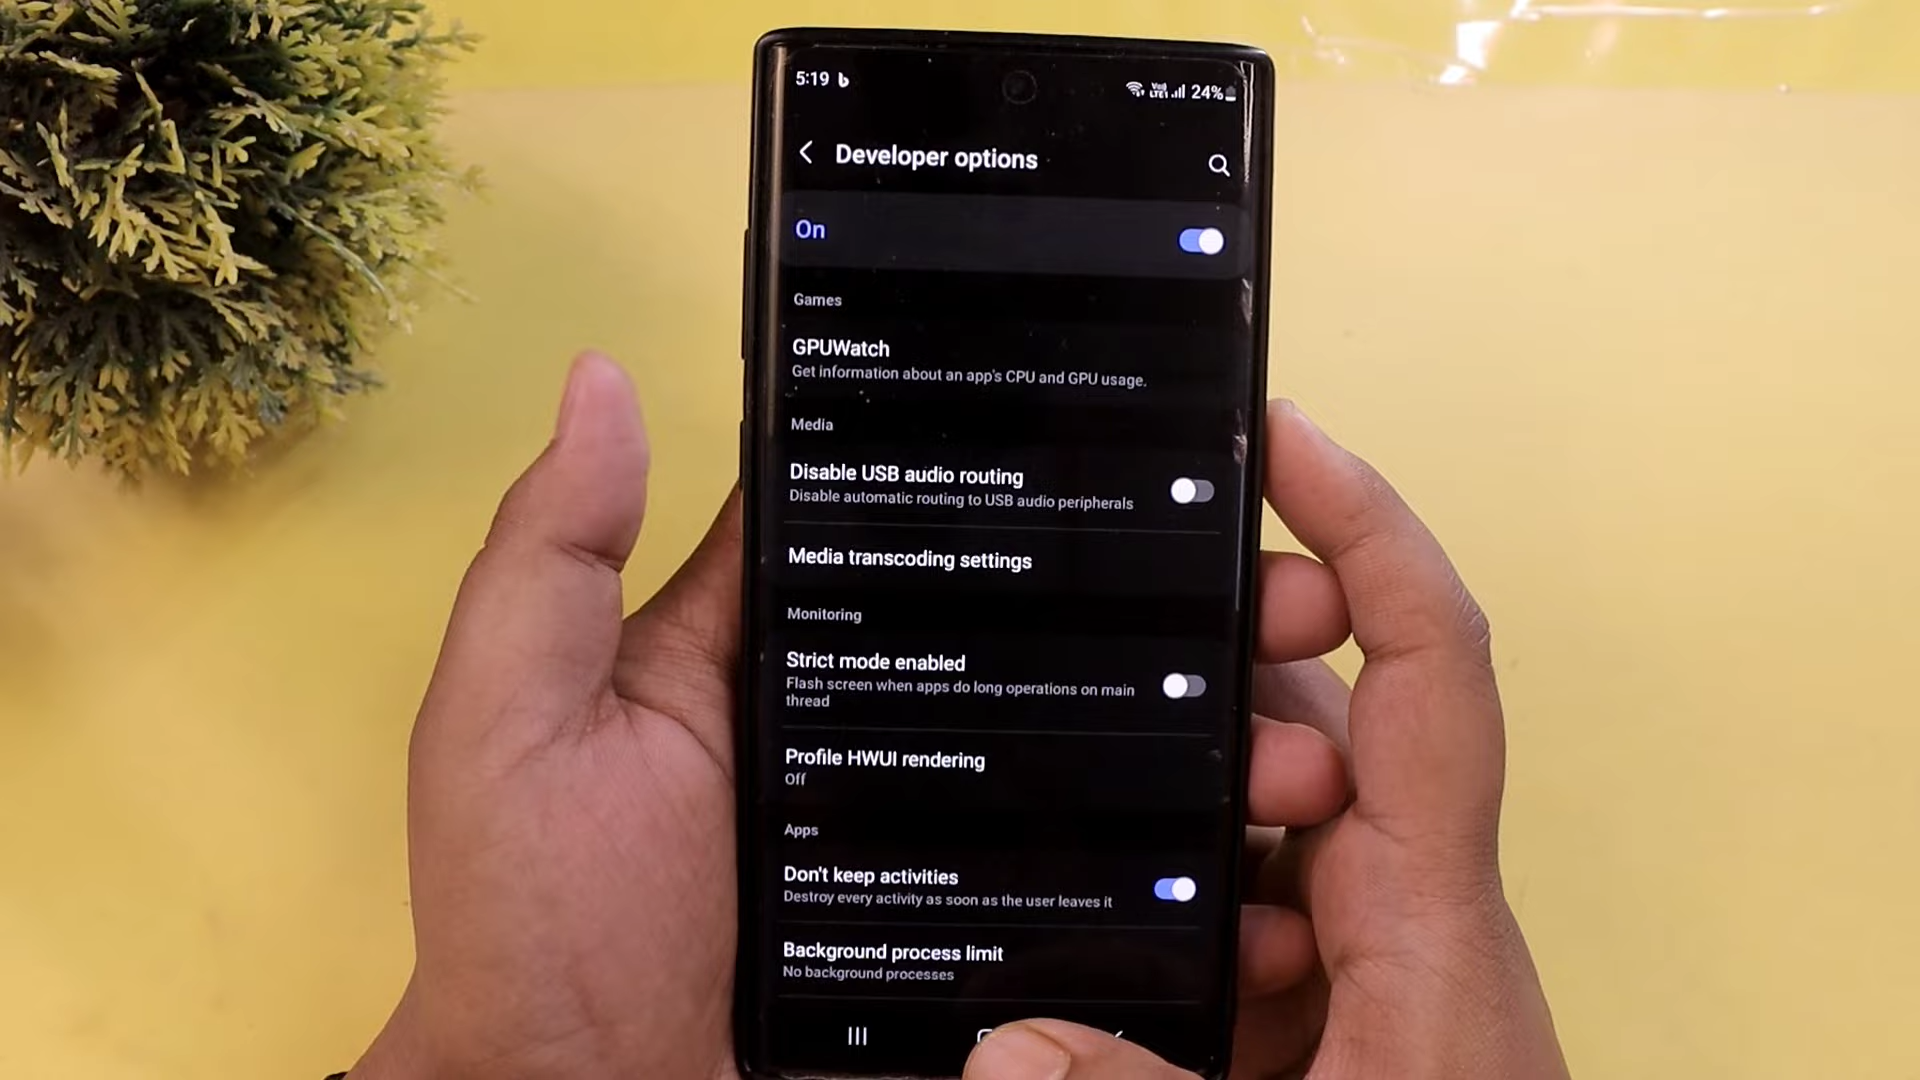 5:19
24%
Developer options
On
Games
GPUWatch
Get information about an app's CPU and GPU usage.
Media
Disable USB audio routing
Disable automatic routing to USB audio peripherals
Media transcoding settings
Monitoring
Strict mode enabled
Flash screen when apps do long operations on main
thread
Profile HWUI rendering
Off
Apps
Don't keep activities
Destroy every activity as soon as the user leaves it
Background process limit
No background processes